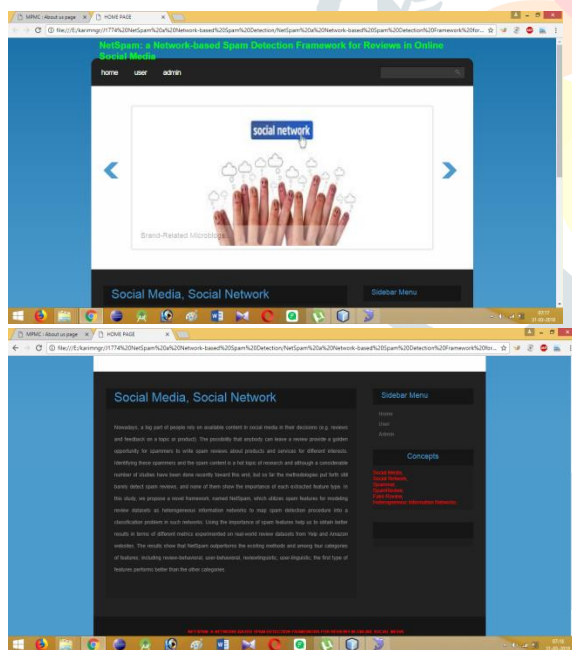 MPMC : About us page
HOME PAGE
NetSpam: a Network-based Spam Detection Framework for Reviews in Online
Social Media
home user admin
social network
Brand-Related Microblogs
Social Media, Social Network
Sidebar Menu
MPMC : About us page
HOME PAGE
Social Media, Social Network
Nowadays, a big part of people rely on available content in social media in their decisions (e.g. reviews
and feedback on a topic or product). The possibility that anybody can leave a review provide a golden
opportunity for spammers to write spam reviews about products and services for different interests.
Identifying these spammers and the spam content is a hot topic of research and although a considerable
number of studies have been done recently toward this end, but so far the methodologies put forth still
barely detect spam reviews, and none of them show the importance of each extracted feature type. In
this study, we propose a novel framework, named NetSpam, which utilizes spam features for modeling
review datasets as heterogeneous information networks to map spam detection procedure into a
classification problem in such networks. Using the importance of spam features help us to obtain better
results in terms of different metrics experimented on real-world review datasets from Yelp and Amazon
websites. The results show that NetSpam outperforms the existing methods and among four categories
of features, including review-behavioral, user-behavioral, reviewlinguistic, user-linguistic, the first type of
features performs better than the other categories.
Sidebar Menu
Home
User
Admin
Concepts
Social Media,
Social Network,
Spammer,
Spam Review,
Fake Review,
Heterogeneous Information Networks
NETSPAM: A NETWORK-BASED SPAM DETECTION FRAMEWORK FOR REVIEWS IN ONLINE SOCIAL MEDIA